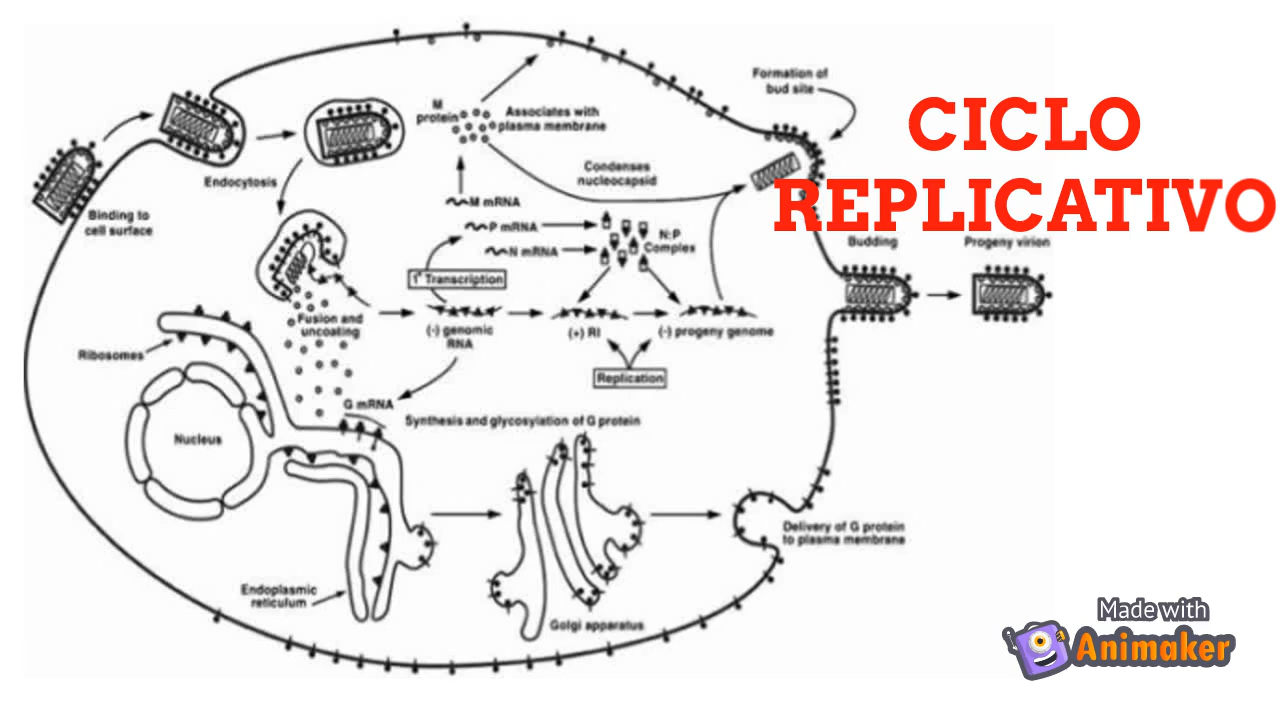 Formation of
bud site
CICLO
REPLICATIVO
M
protein
Associates with
plasma membrane
Endocytosis
Condenses
nucleocapsid
Binding to
cell surface
M mRNA
P mRNA
N mRNA
N:P
Complex
Budding
Progeny virion
1° Transcription
Fusion and
uncoating
(-) genomic
RNA
(+) RI
(-) progeny genome
Ribosomes
Replication
G mRNA
Synthesis and glycosylation of G protein
Nucleus
Delivery of G protein
to plasma membrane
Endoplasmic
reticulum
Golgi apparatus
Made with
Animaker